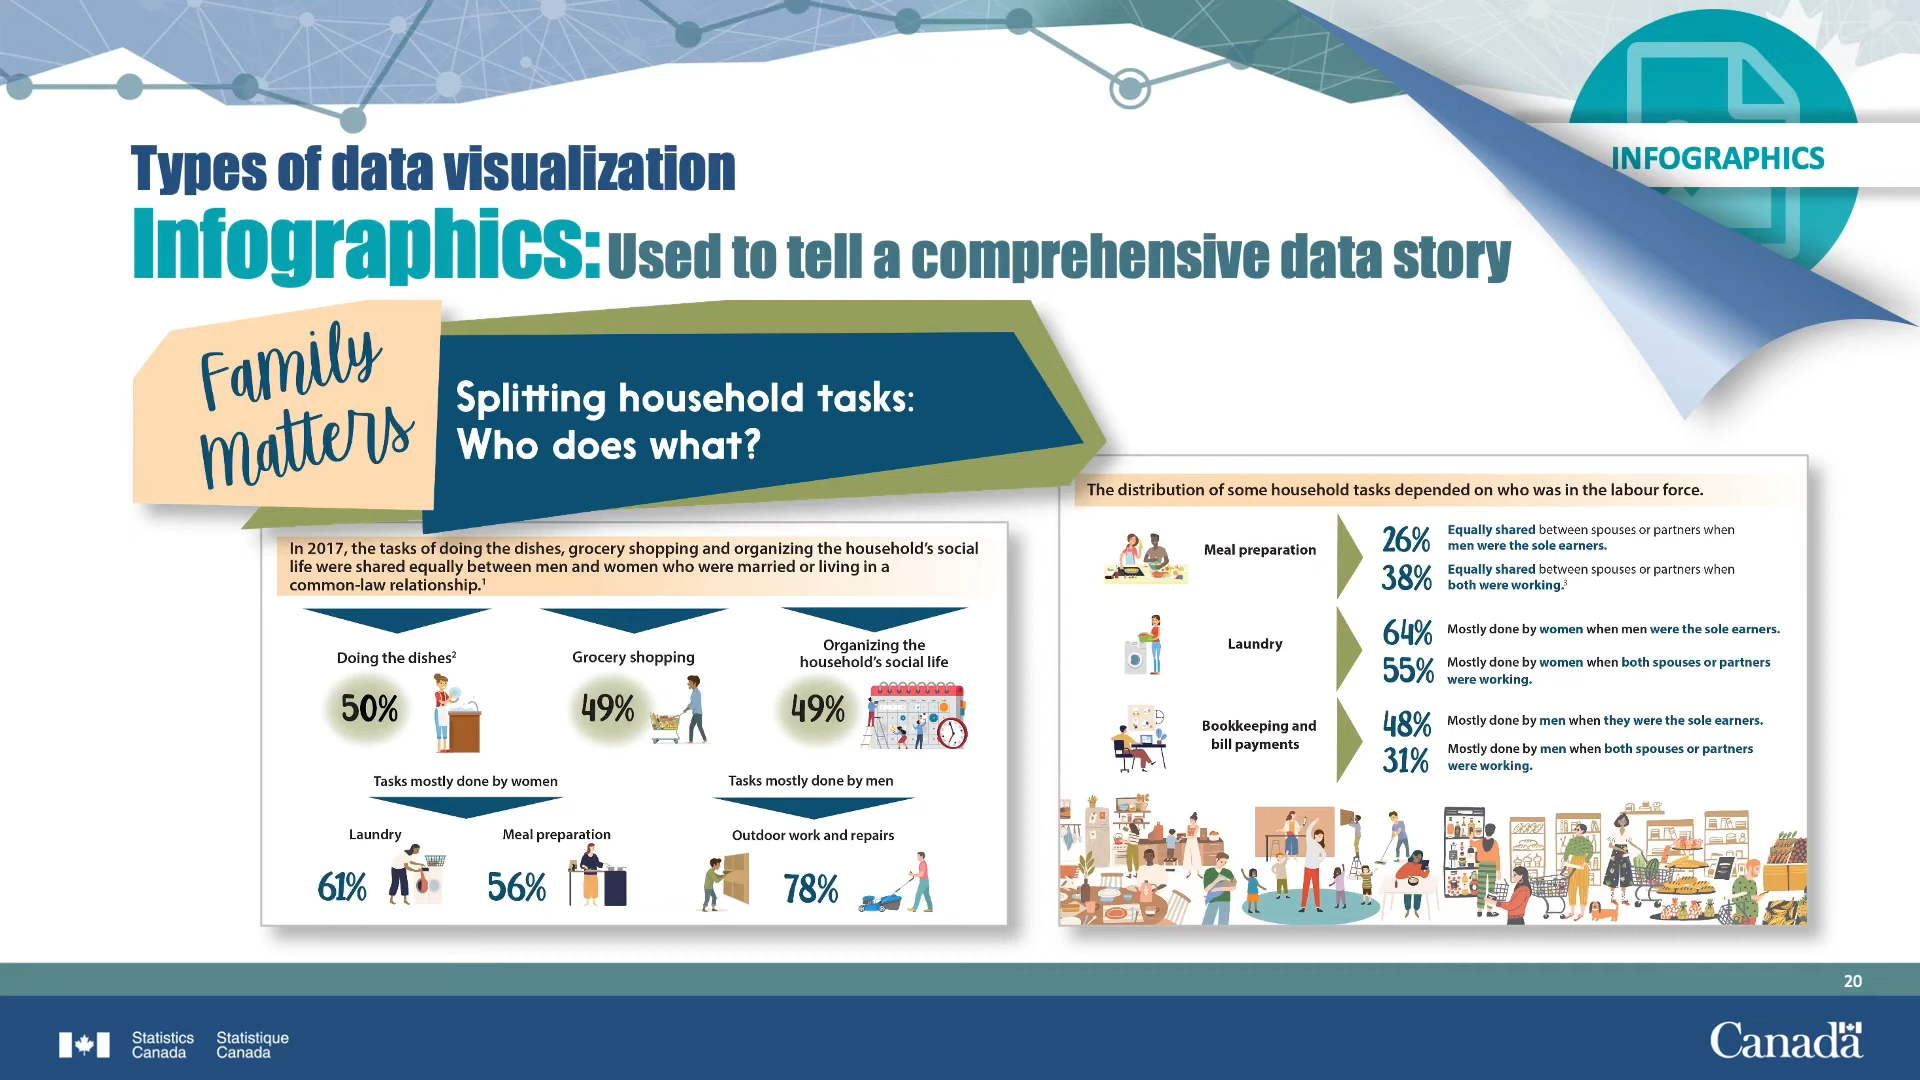 INFOGRAPHICS
Types of data visualization
Infographics: Used to tell a comprehensive data story
Family
Matters
Splitting household tasks:
Who does what?
In 2017, the tasks of doing the dishes, grocery shopping and organizing the household's social
life were shared equally between men and women who were married or living in a
common-law relationship.¹
Doing the dishes²
50%
Grocery shopping
49%
Organizing the
household's social life
49%
Tasks mostly done by women
Laundry
61%
Meal preparation
56%
Tasks mostly done by men
Outdoor work and repairs
78%
The distribution of some household tasks depended on who was in the labour force.
Meal preparation
26%
Equally shared between spouses or partners when
men were the sole earners.
38%
Equally shared between spouses or partners when
both were working.³
Laundry
64%
Mostly done by women when men were the sole earners.
55%
Mostly done by women when both spouses or partners
were working.
Bookkeeping and
bill payments
48%
Mostly done by men when they were the sole earners.
31%
Mostly done by men when both spouses or partners
were working.
20
Statistics
Canada
Statistique
Canada
Canada